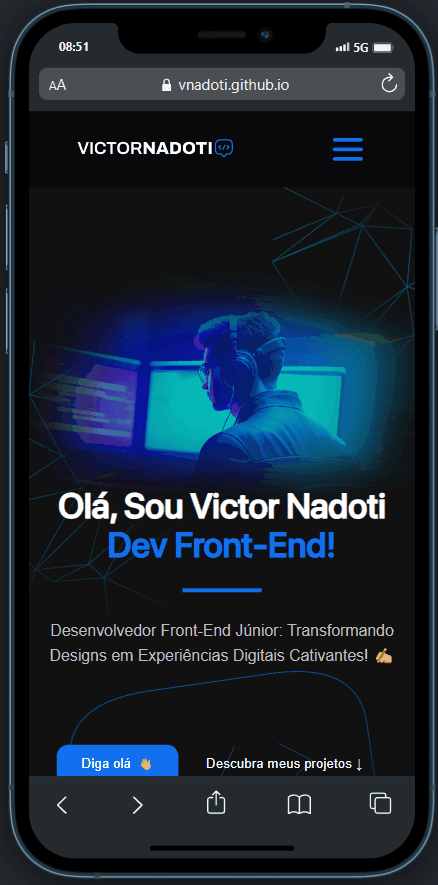 08:51
5G
AA
vnadoti.github.io
VICTORNADOTI </>
Olá, Sou Victor Nadoti
Dev Front-End!
Desenvolvedor Front-End Júnior: Transformando
Designs em Experiências Digitais Cativantes! ✍🏼
Diga olá 👋🏼
Descubra meus projetos ↓